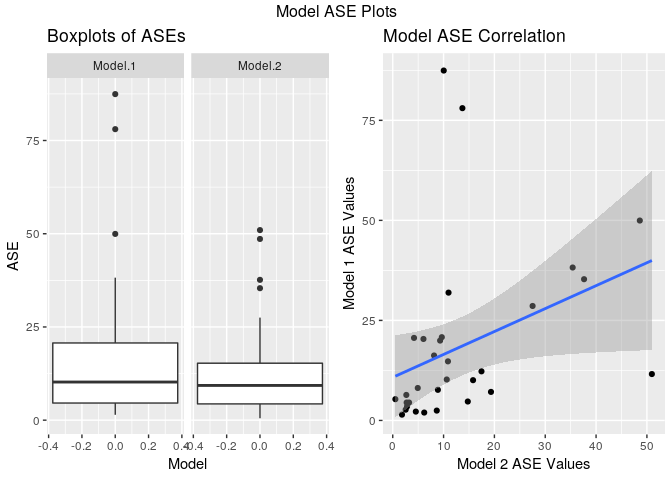 Model ASE Plots
Boxplots of ASEs
Model ASE Correlation
Model.1
Model.2
75
50
25
0
ASE
-0.4
-0.2
0.0
0.2
0.4
-0.4
-0.2
0.0
0.2
0.4
Model
75
50
25
0
Model 1 ASE Values
0
10
20
30
40
50
Model 2 ASE Values